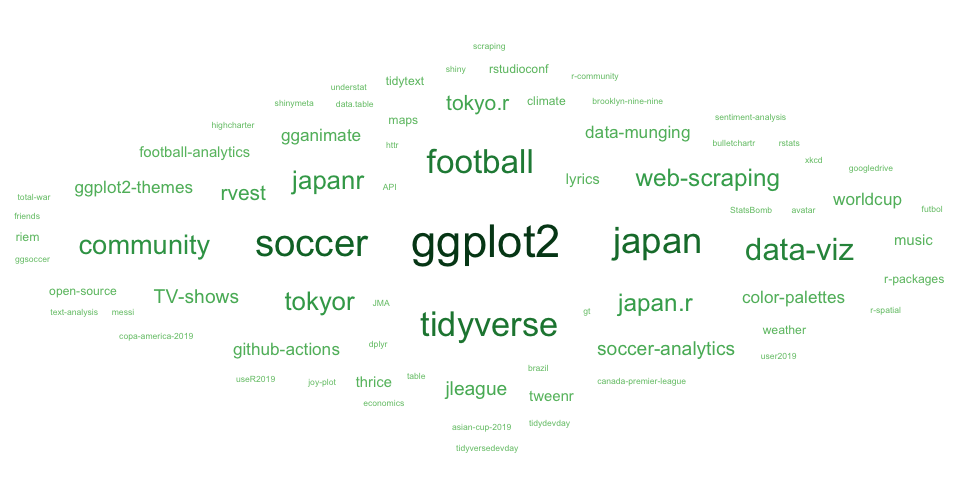 scraping
shiny
rstudioconf
r-community
tidytext
understat
shinymeta
data.table
tokyo.r
climate
brooklyn-nine-nine
sentiment-analysis
highcharter
gganimate
maps
data-munging
football-analytics
httr
bulletchartr
rstats
xkcd
football
googledrive
ggplot2-themes
rvest
japanr
API
lyrics
web-scraping
worldcup
total-war
friends
StatsBomb
avatar
futbol
riem
community
soccer
ggplot2
japan
data-viz
music
ggsoccer
r-packages
open-source
TV-shows
tokyor
JMA
japan.r
color-palettes
text-analysis
messi
gt
r-spatial
copa-america-2019
tidyverse
weather
github-actions
dplyr
soccer-analytics
user2019
useR2019
joy-plot
thrice
table
brazil
canada-premier-league
economics
jleague
tweenr
asian-cup-2019
tidydevday
tidyversedevday